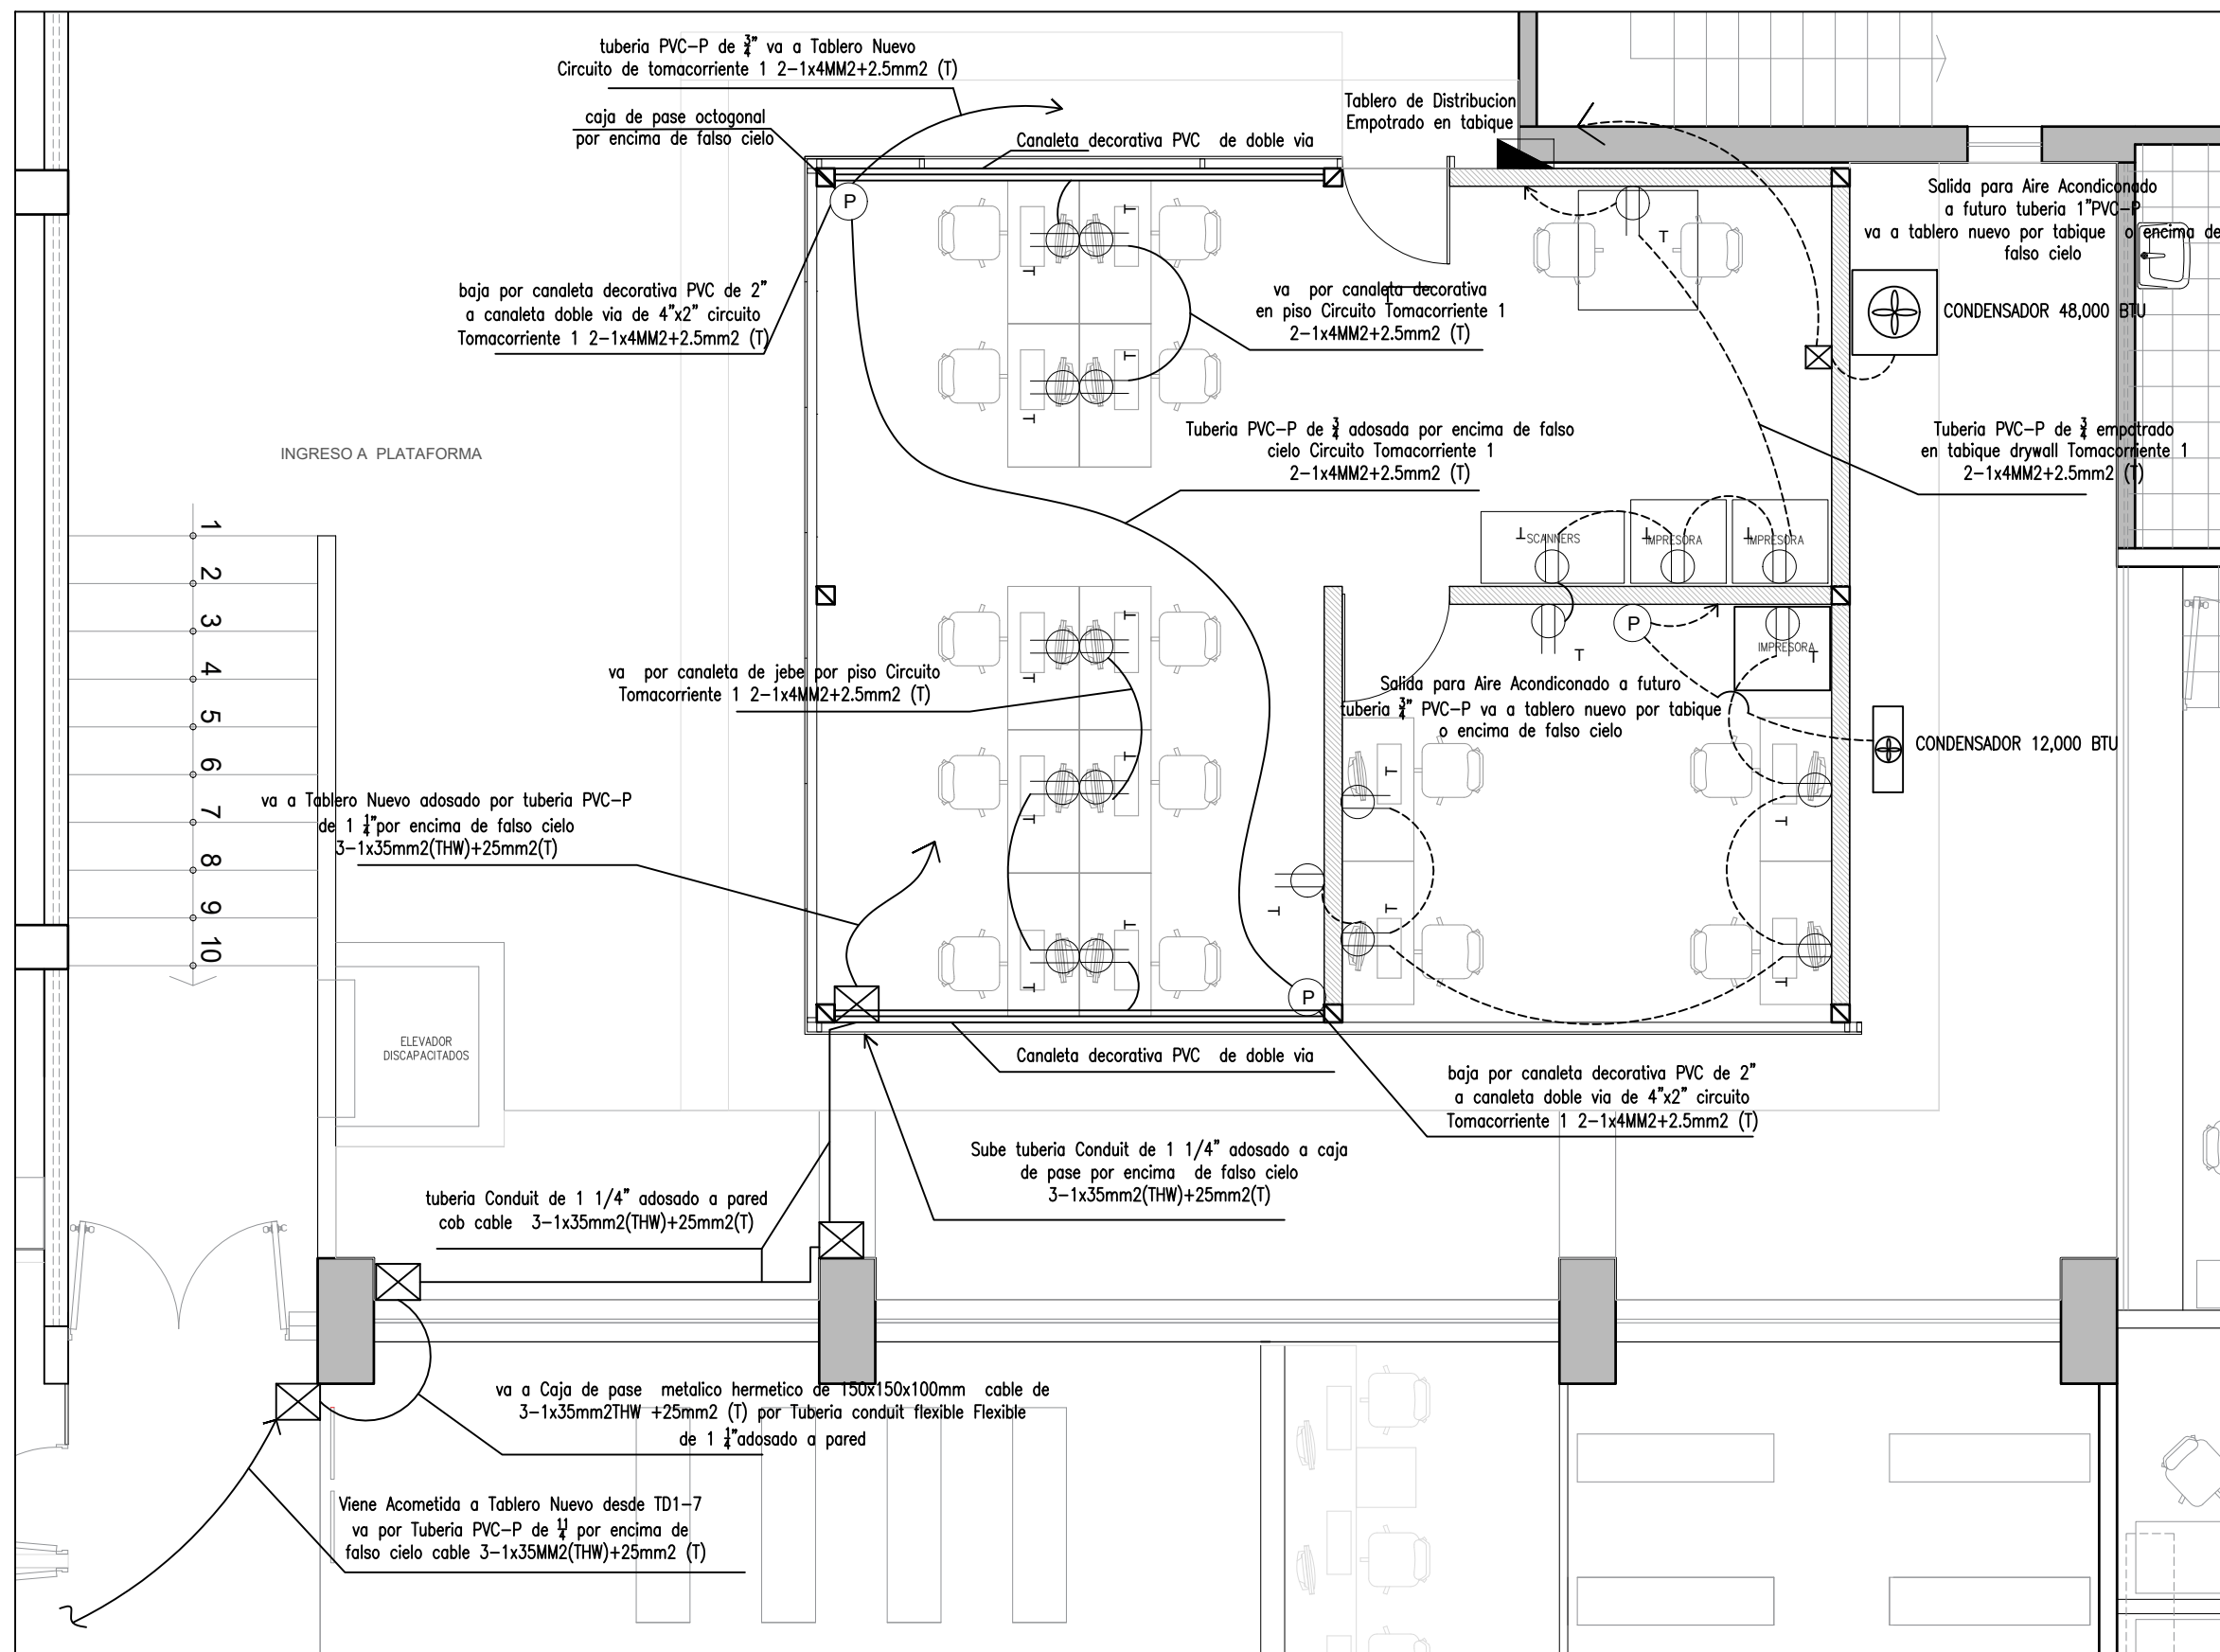 tuberia PVC-P de 3/4" va a Tablero Nuevo
Circuito de tomacorriente 1 2-1x4MM2+2.5mm2 (T)
caja de pase octogonal
por encima de falso cielo
Canaleta decorativa PVC de doble via
Tablero de Distribucion
Empotrado en tabique
P
Salida para Aire Acondiconado
a futuro tuberia 1"PVC-P
va a tablero nuevo por tabique o encima de
falso cielo
baja por canaleta decorativa PVC de 2"
a canaleta doble via de 4"x2" circuito
Tomacorriente 1 2-1x4MM2+2.5mm2 (T)
va por canaleta decorativa
en piso Circuito Tomacorriente 1
2-1x4MM2+2.5mm2 (T)
CONDENSADOR 48,000 BTU
INGRESO A PLATAFORMA
Tuberia PVC-P de 3/4 adosada por encima de falso
cielo Circuito Tomacorriente 1
2-1x4MM2+2.5mm2 (T)
Tuberia PVC-P de 3/4 empotrado
en tabique drywall Tomacorriente 1
2-1x4MM2+2.5mm2 (T)
SCANNERS
IMPRESORA
IMPRESORA
1
2
3
4
5
6
7
8
9
10
P
IMPRESORA
va por canaleta de jebe por piso Circuito
Tomacorriente 1 2-1x4MM2+2.5mm2 (T)
Salida para Aire Acondiconado a futuro
tuberia 3/4" PVC-P va a tablero nuevo por tabique
o encima de falso cielo
CONDENSADOR 12,000 BTU
va a Tablero Nuevo adosado por tuberia PVC-P
de 1 1/4"por encima de falso cielo
3-1x35mm2(THW)+25mm2(T)
P
ELEVADOR
DISCAPACITADOS
Canaleta decorativa PVC de doble via
baja por canaleta decorativa PVC de 2"
a canaleta doble via de 4"x2" circuito
Tomacorriente 1 2-1x4MM2+2.5mm2 (T)
Sube tuberia Conduit de 1 1/4" adosado a caja
de pase por encima de falso cielo
3-1x35mm2(THW)+25mm2(T)
tuberia Conduit de 1 1/4" adosado a pared
cob cable 3-1x35mm2(THW)+25mm2(T)
va a Caja de pase metalico hermetico de 150x150x100mm cable de
3-1x35mm2THW +25mm2 (T) por Tuberia conduit flexible Flexible
de 1 1/4"adosado a pared
Viene Acometida a Tablero Nuevo desde TD1-7
va por Tuberia PVC-P de 11/4 por encima de
falso cielo cable 3-1x35MM2(THW)+25mm2 (T)